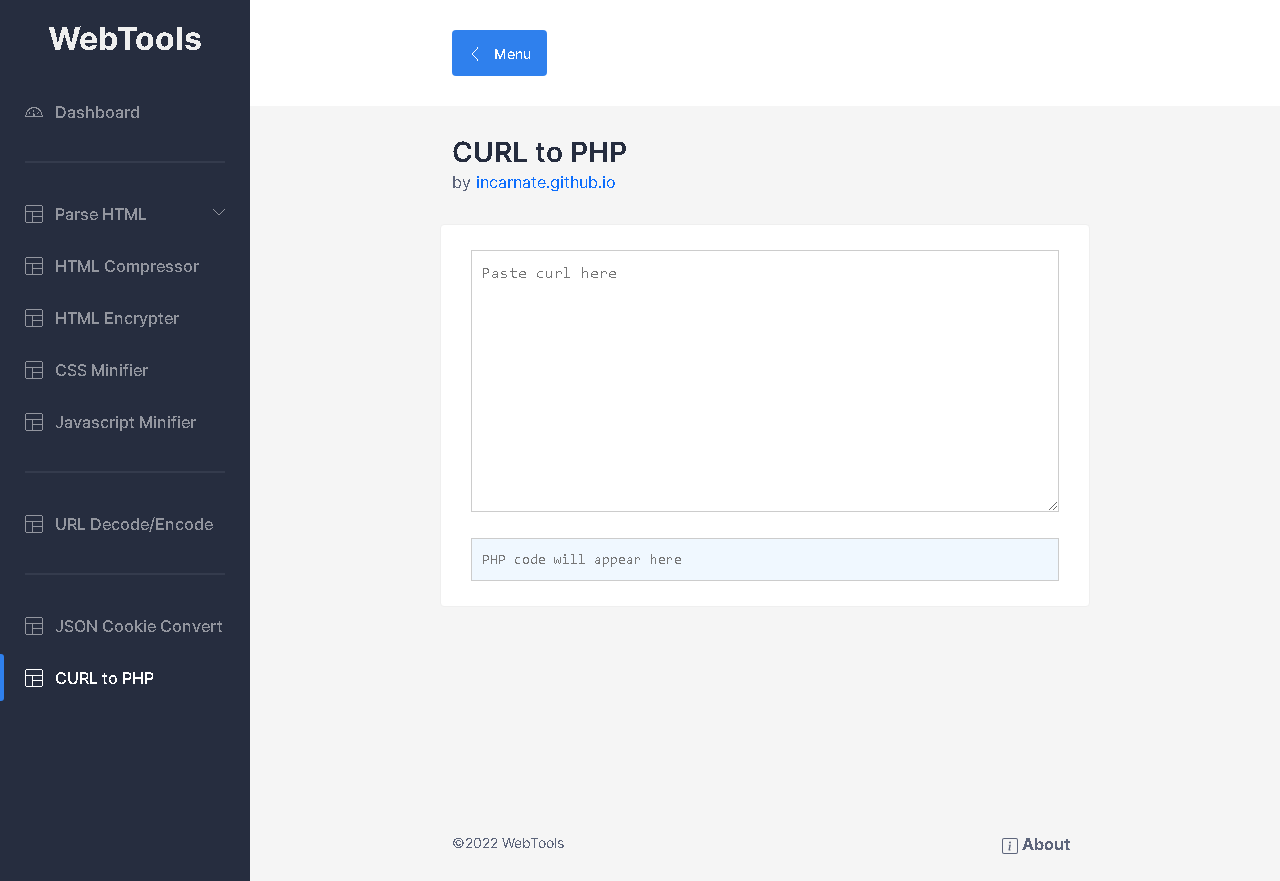 WebTools
Dashboard
Parse HTML
HTML Compressor
HTML Encrypter
CSS Minifier
Javascript Minifier
URL Decode/Encode
JSON Cookie Convert
CURL to PHP
Menu
CURL to PHP
by incarnate.github.io
Paste curl here
PHP code will appear here
©2022 WebTools
About